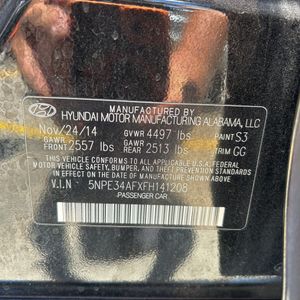 MANUFACTURED BY
HYUNDAI MOTOR MANUFACTURING ALABAMA, LLC
Nov/24/14 GVWR 4497 lbs PAINT S3
GAWR FRONT 2557 lbs GAWR REAR 2513 lbs TRIM GG
THIS VEHICLE CONFORMS TO ALL APPLICABLE U.S.A. FEDERAL
MOTOR VEHICLE SAFETY, BUMPER, AND THEFT PREVENTION STANDARDS
IN EFFECT ON THE DATE OF MANUFACTURE SHOWN ABOVE.
V.I.N 5NPE34AFXFH141208
-PASSENGER CAR-